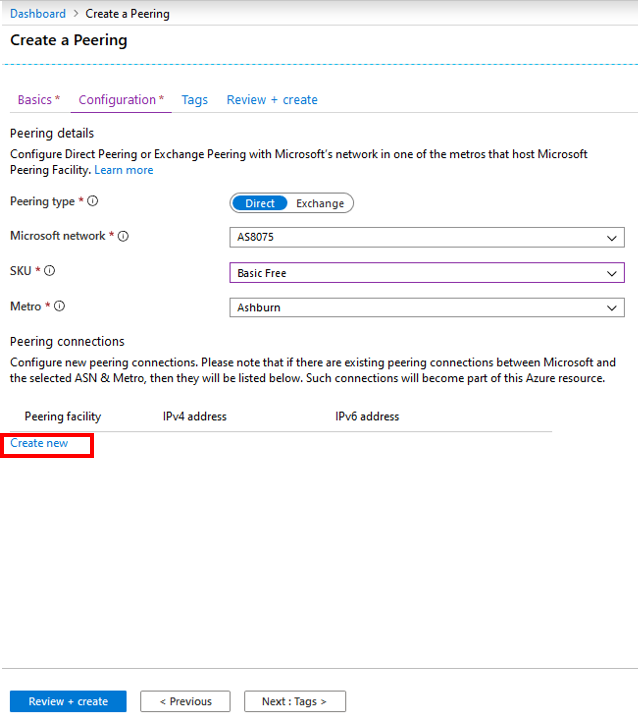 Dashboard > Create a Peering
Create a Peering
Basics * Configuration * Tags Review + create
Peering details
Configure Direct Peering or Exchange Peering with Microsoft's network in one of the metros that host Microsoft
Peering Facility. Learn more
Peering type * Direct Exchange
Microsoft network * AS8075
SKU * Basic Free
Metro * Ashburn
Peering connections
Configure new peering connections. Please note that if there are existing peering connections between Microsoft and
the selected ASN & Metro, then they will be listed below. Such connections will become part of this Azure resource.
Peering facility IPv4 address IPv6 address
Create new
Review + create < Previous Next : Tags >